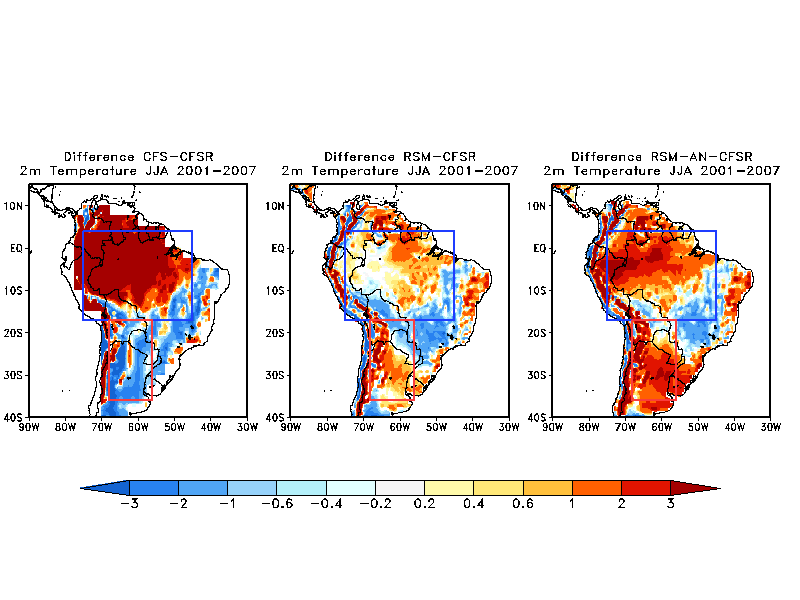 Difference CFS-CFSR
2m Temperature JJA 2001-2007
Difference RSM-CFSR
2m Temperature JJA 2001-2007
Difference RSM-AN-CFSR
2m Temperature JJA 2001-2007
10N
EQ
10S
20S
30S
40S
90W 80W 70W 60W 50W 40W 30W
10N
EQ
10S
20S
30S
40S
90W 80W 70W 60W 50W 40W 30W
10N
EQ
10S
20S
30S
40S
90W 80W 70W 60W 50W 40W 30W
-3 -2 -1 -0.6 -0.4 -0.2 0.2 0.4 0.6 1 2 3